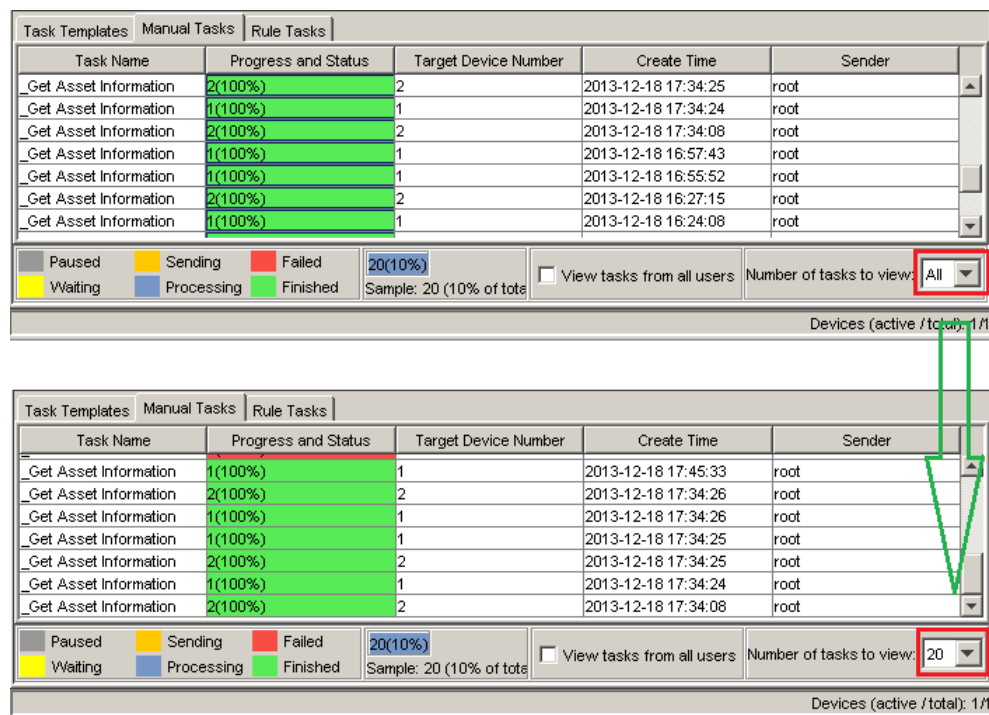 Task Templates Manual Tasks Rule Tasks
Task Name Progress and Status Target Device Number Create Time Sender
_Get Asset Information 2(100%) 2 2013-12-18 17:34:25 root
_Get Asset Information 1(100%) 1 2013-12-18 17:34:24 root
_Get Asset Information 2(100%) 2 2013-12-18 17:34:08 root
_Get Asset Information 1(100%) 1 2013-12-18 16:57:43 root
_Get Asset Information 1(100%) 1 2013-12-18 16:55:52 root
_Get Asset Information 2(100%) 2 2013-12-18 16:27:15 root
_Get Asset Information 1(100%) 1 2013-12-18 16:24:08 root
Paused Sending Failed 20(10%) View tasks from all users Number of tasks to view: All
Waiting Processing Finished Sample: 20 (10% of tota
Devices (active / total): 1/1
Task Templates Manual Tasks Rule Tasks
Task Name Progress and Status Target Device Number Create Time Sender
_Get Asset Information 1(100%) 1 2013-12-18 17:45:33 root
_Get Asset Information 2(100%) 2 2013-12-18 17:34:26 root
_Get Asset Information 1(100%) 1 2013-12-18 17:34:26 root
_Get Asset Information 1(100%) 1 2013-12-18 17:34:25 root
_Get Asset Information 2(100%) 2 2013-12-18 17:34:25 root
_Get Asset Information 1(100%) 1 2013-12-18 17:34:24 root
_Get Asset Information 2(100%) 2 2013-12-18 17:34:08 root
Paused Sending Failed 20(10%) View tasks from all users Number of tasks to view: 20
Waiting Processing Finished Sample: 20 (10% of tota
Devices (active / total): 1/1